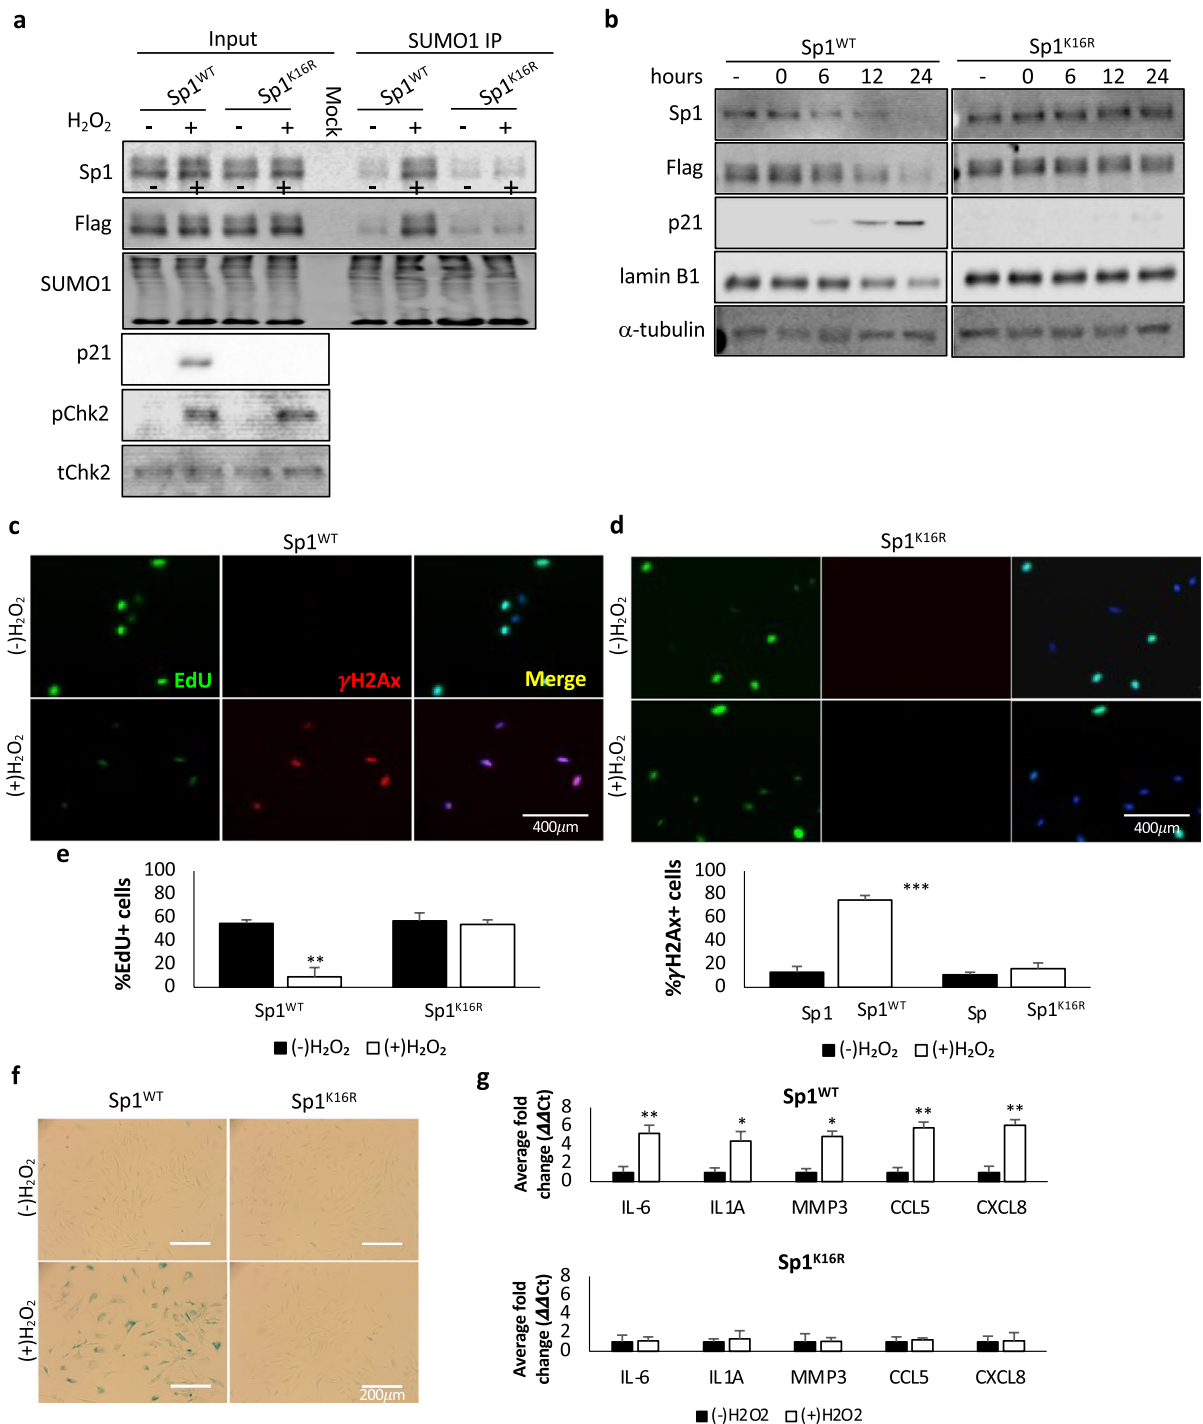 a
Input
SUMO1 IP
Sp1WT
Sp1K16R
Mock
Sp1WT
Sp1K16R
H2O2 - + - + - + - +
Sp1
- + - + - + - +
Flag
SUMO1
p21
pChk2
tChk2
b
Sp1WT
Sp1K16R
hours - 0 6 12 24 - 0 6 12 24
Sp1
Flag
p21
lamin B1
α-tubulin
c
Sp1WT
(-)H2O2
EdU
γH2Ax
Merge
(+)H2O2
400μm
d
Sp1K16R
(-)H2O2
(+)H2O2
400μm
e
%EdU+ cells
100
80
60
40
20
0
**
Sp1WT
Sp1K16R
(-)H2O2 (+)H2O2
%γH2Ax+ cells
100
80
60
40
20
0
***
Sp1 Sp1WT Sp Sp1K16R
(-)H2O2 (+)H2O2
f
Sp1WT
Sp1K16R
(-)H2O2
(+)H2O2
200μm
g
Sp1WT
Average fold
change (ΔΔCt)
8
6
4
2
0
** * * ** **
IL-6 IL1A MMP3 CCL5 CXCL8
Sp1K16R
Average fold
change (ΔΔCt)
8
6
4
2
0
IL-6 IL1A MMP3 CCL5 CXCL8
(-)H2O2 (+)H2O2